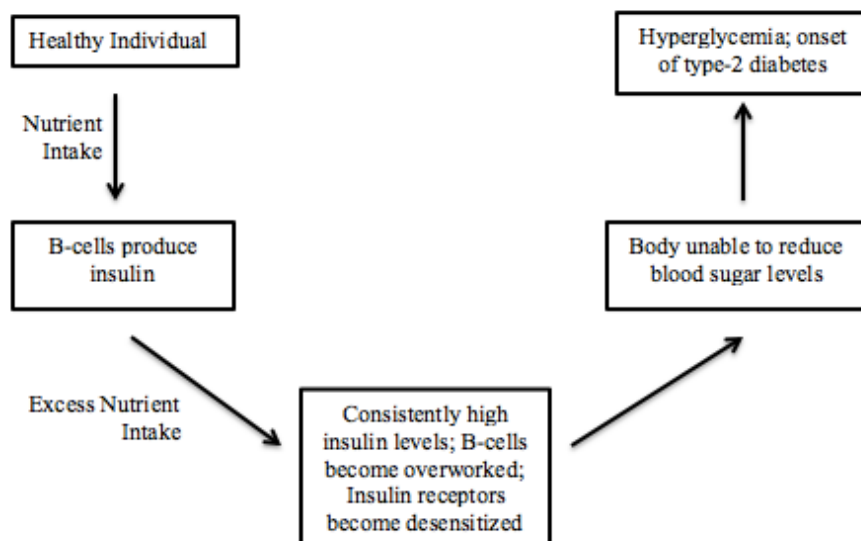 Healthy Individual
Nutrient
Intake
B-cells produce
insulin
Excess Nutrient
Intake
Consistently high
insulin levels; B-cells
become overworked;
Insulin receptors
become desensitized
Body unable to reduce
blood sugar levels
Hyperglycemia; onset
of type-2 diabetes